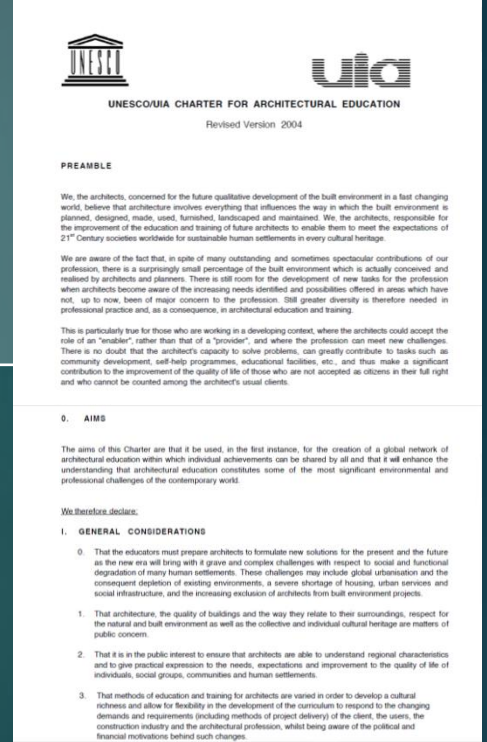 UNESCO
uia
UNESCO/UIA CHARTER FOR ARCHITECTURAL EDUCATION
Revised Version 2004
PREAMBLE
We, the architects, concerned for the future qualitative development of the built environment in a fast changing
world, believe that architecture involves everything that influences the way in which the built environment is
planned, designed, made, used, furnished, landscaped and maintained. We, the architects, responsible for
the improvement of the education and training of future architects to enable them to meet the expectations of
21st Century societies worldwide for sustainable human settlements in every cultural heritage.
We are aware of the fact that, in spite of many outstanding and sometimes spectacular contributions of our
profession, there is a surprisingly small percentage of the built environment which is actually conceived and
realised by architects and planners. There is still room for the development of new tasks for the profession
when architects become aware of the increasing needs identified and possibilities offered in areas which have
not, up to now, been of major concern to the profession. Still greater diversity is therefore needed in
professional practice and, as a consequence, in architectural education and training.
This is particularly true for those who are working in a developing context, where the architects could accept the
role of an "enabler", rather than that of a "provider", and where the profession can meet new challenges.
There is no doubt that the architect's capacity to solve problems, can greatly contribute to tasks such as
community development, self-help programmes, educational facilities, etc., and thus make a significant
contribution to the improvement of the quality of life of those who are not accepted as citizens in their full right
and who cannot be counted among the architect's usual clients.
0. AIMS
The aims of this Charter are that it be used, in the first instance, for the creation of a global network of
architectural education within which individual achievements can be shared by all and that it will enhance the
understanding that architectural education constitutes some of the most significant environmental and
professional challenges of the contemporary world.
We therefore declare:
I. GENERAL CONSIDERATIONS
0. That the educators must prepare architects to formulate new solutions for the present and the future
as the new era will bring with it grave and complex challenges with respect to social and functional
degradation of many human settlements. These challenges may include global urbanisation and the
consequent depletion of existing environments, a severe shortage of housing, urban services and
social infrastructure, and the increasing exclusion of architects from built environment projects.
1. That architecture, the quality of buildings and the way they relate to their surroundings, respect for
the natural and built environment as well as the collective and individual cultural heritage are matters of
public concern.
2. That it is in the public interest to ensure that architects are able to understand regional characteristics
and to give practical expression to the needs, expectations and improvement to the quality of life of
individuals, social groups, communities and human settlements.
3. That methods of education and training for architects are varied in order to develop a cultural
richness and allow for flexibility in the development of the curriculum to respond to the changing
demands and requirements (including methods of project delivery) of the client, the users, the
construction industry and the architectural profession, whilst being aware of the political and
financial motivations behind such changes.